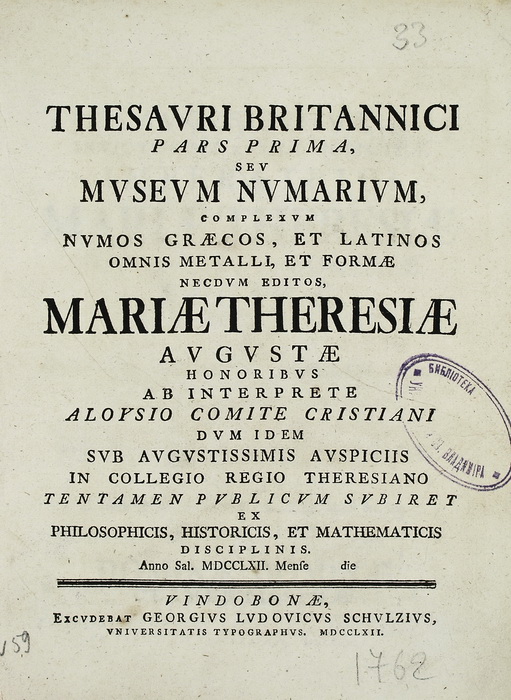 33
THESAVRI BRITANNICI
PARS PRIMA,
SEV
MVSEVM NVMARIVM,
COMPLEXVM
NVMOS GRÆCOS, ET LATINOS
OMNIS METALLI, ET FORMÆ
NECDVM EDITOS,
MARIÆ THERESIÆ
AVGVSTÆ
HONORIBVS
AB INTERPRETE
ALOYSIO COMITE CRISTIANI
DVM IDEM
SVB AVGVSTISSIMIS AVSPICIIS
IN COLLEGIO REGIO THERESIANO
TENTAMEN PVBLICVM SVBIRET
EX
PHILOSOPHICIS, HISTORICIS, ET MATHEMATICIS
DISCIPLINIS.
Anno Sal. MDCCLXII. Menſe die
БИБЛІОТЕКА
ВЛАДИМІРА
VINDOBONÆ,
EXCVDEBAT GEORGIVS LVDOVICVS SCHVLZIVS,
VNIVERSITATIS TYPOGRAPHVS. MDCCLXII.
1762